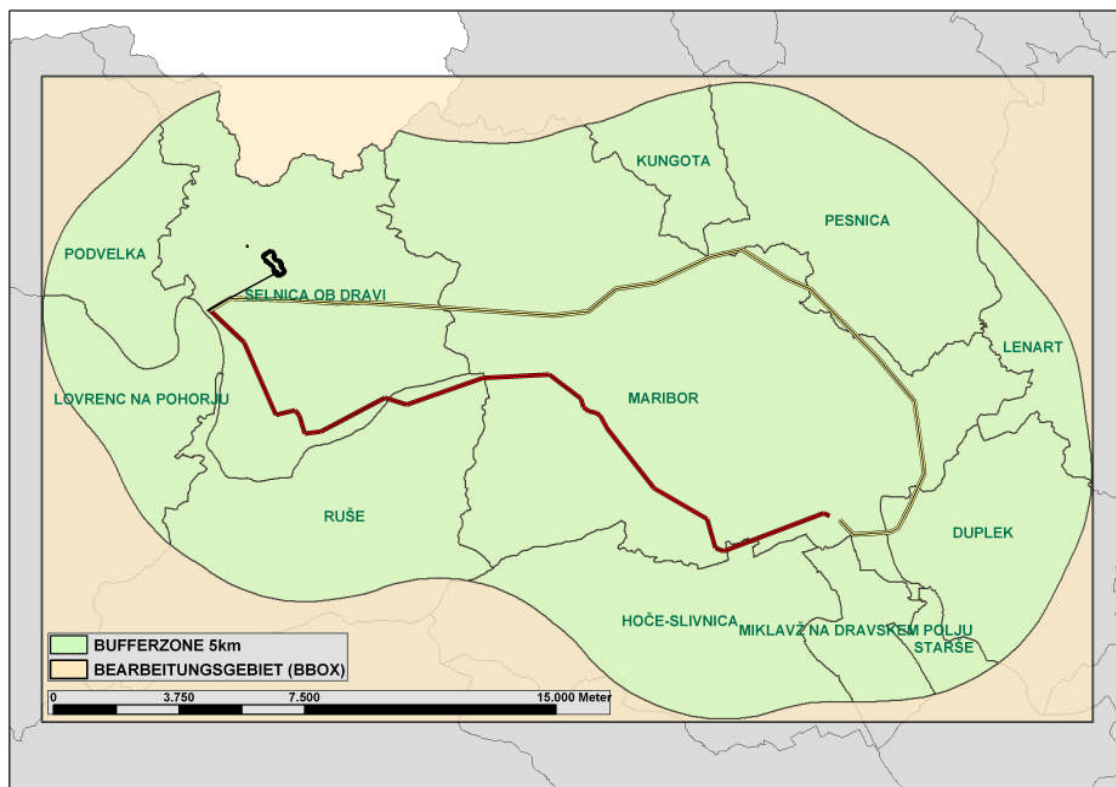 KUNGOTA
PESNICA
PODVELKA
SELNICA OB DRAVI
LENART
LOVRENC NA POHORJU
MARIBOR
RUŠE
DUPLEK
HOČE-SLIVNICA
MIKLAVŽ NA DRAVSKEM POLJU
STARŠE
BUFFERZONE 5km
BEARBEITUNGSGEBIET (BBOX)
0 3.750 7.500 15.000 Meter